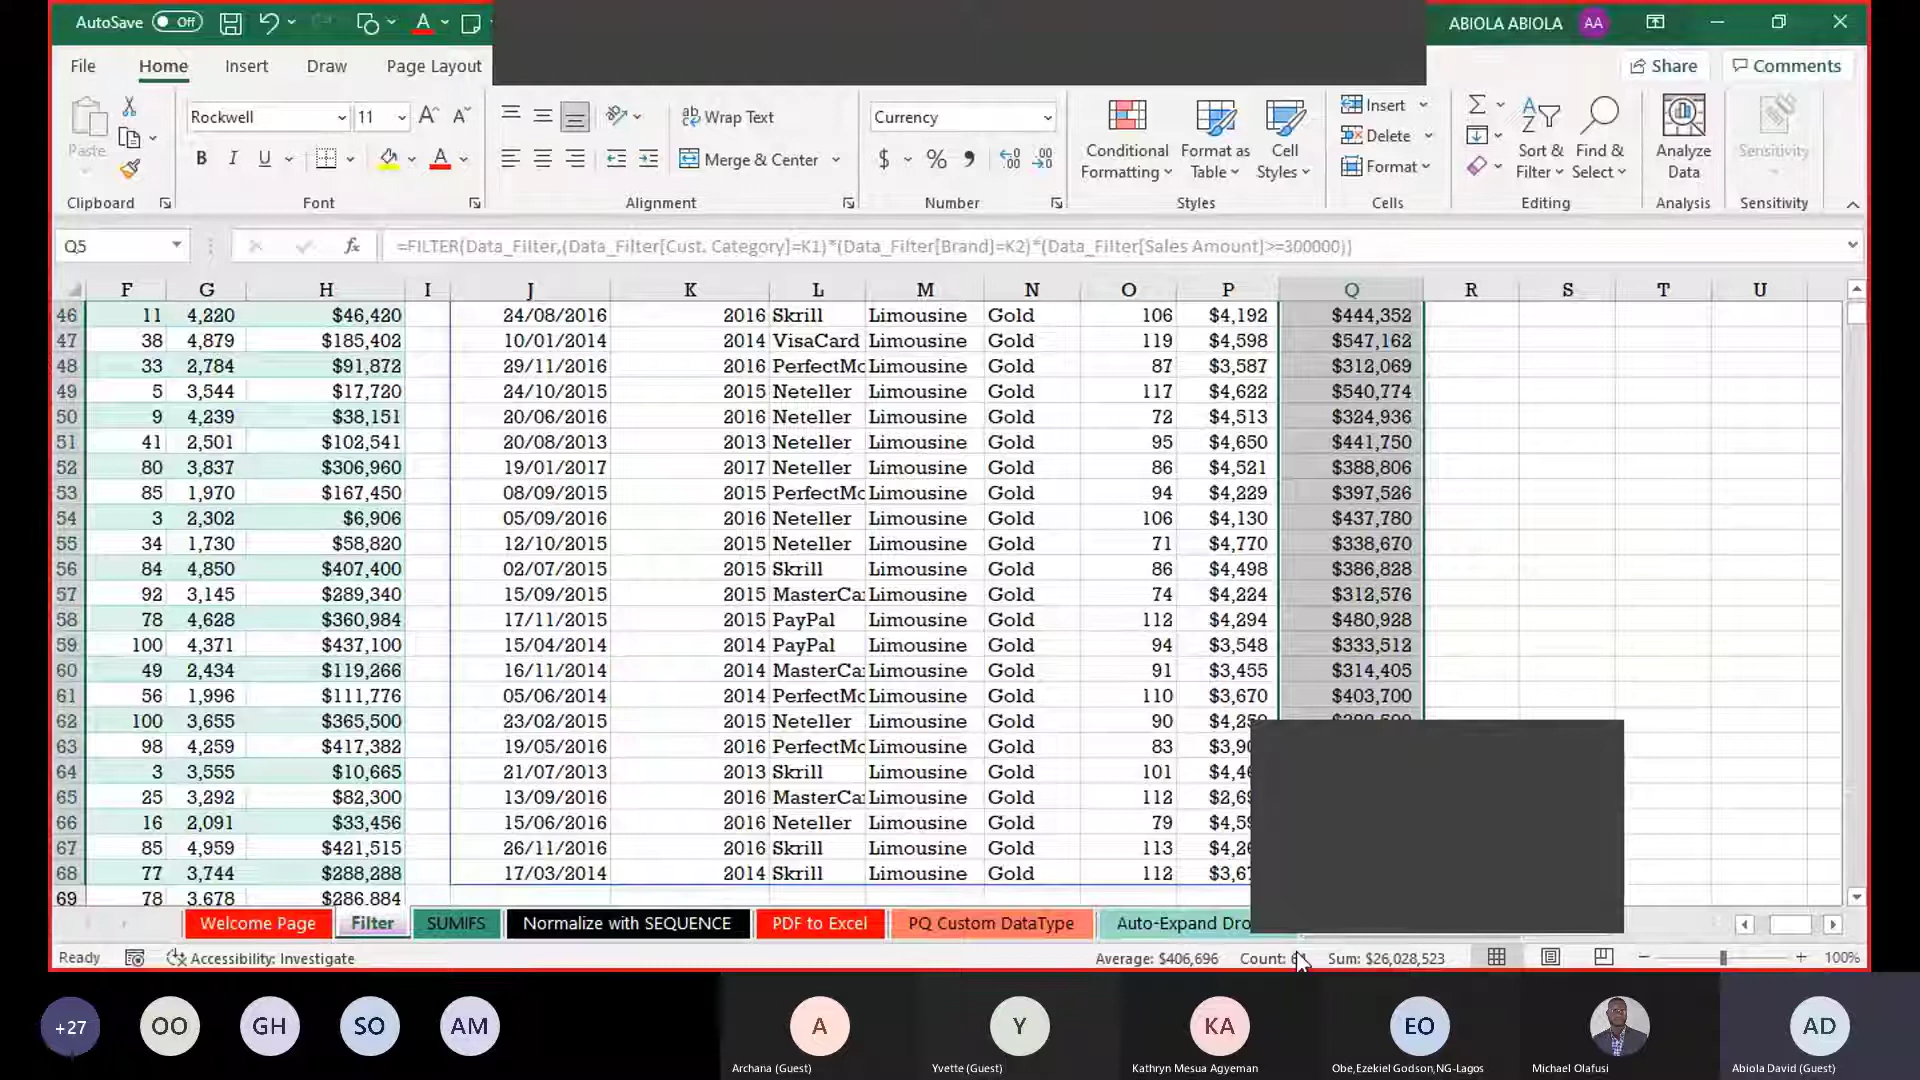 AutoSave Off
ABIOLA ABIOLA AA
File Home Insert Draw Page Layout
Share Comments
Paste
Clipboard
Rockwell 11
B I U
Font
Wrap Text
Merge & Center
Alignment
Currency
$ %
Number
Conditional Formatting
Format as Table
Cell Styles
Styles
Insert
Delete
Format
Cells
Sort & Filter
Find & Select
Editing
Analyze Data
Analysis
Sensitivity
Sensitivity
Q5 fx =FILTER(Data_Filter,(Data_Filter[Cust. Category]=K1)*(Data_Filter[Brand]=K2)*(Data_Filter[Sales Amount]>=300000))
F G H I J K L M N O P Q R S T U
46 11 4,220 $46,420 24/08/2016 2016 Skrill Limousine Gold 106 $4,192 $444,352
47 38 4,879 $185,402 10/01/2014 2014 VisaCard Limousine Gold 119 $4,598 $547,162
48 33 2,784 $91,872 29/11/2016 2016 PerfectMo Limousine Gold 87 $3,587 $312,069
49 5 3,544 $17,720 24/10/2015 2015 Neteller Limousine Gold 117 $4,622 $540,774
50 9 4,239 $38,151 20/06/2016 2016 Neteller Limousine Gold 72 $4,513 $324,936
51 41 2,501 $102,541 20/08/2013 2013 Neteller Limousine Gold 95 $4,650 $441,750
52 80 3,837 $306,960 19/01/2017 2017 Neteller Limousine Gold 86 $4,521 $388,806
53 85 1,970 $167,450 08/09/2015 2015 PerfectMo Limousine Gold 94 $4,229 $397,526
54 3 2,302 $6,906 05/09/2016 2016 Neteller Limousine Gold 106 $4,130 $437,780
55 34 1,730 $58,820 12/10/2015 2015 Neteller Limousine Gold 71 $4,770 $338,670
56 84 4,850 $407,400 02/07/2015 2015 Skrill Limousine Gold 86 $4,498 $386,828
57 92 3,145 $289,340 15/09/2015 2015 MasterCa Limousine Gold 74 $4,224 $312,576
58 78 4,628 $360,984 17/11/2015 2015 PayPal Limousine Gold 112 $4,294 $480,928
59 100 4,371 $437,100 15/04/2014 2014 PayPal Limousine Gold 94 $3,548 $333,512
60 49 2,434 $119,266 16/11/2014 2014 MasterCa Limousine Gold 91 $3,455 $314,405
61 56 1,996 $111,776 05/06/2014 2014 PerfectMo Limousine Gold 110 $3,670 $403,700
62 100 3,655 $365,500 23/02/2015 2015 Neteller Limousine Gold 90
63 98 4,259 $417,382 19/05/2016 2016 PerfectMo Limousine Gold 83
64 3 3,555 $10,665 21/07/2013 2013 Skrill Limousine Gold 101
65 25 3,292 $82,300 13/09/2016 2016 MasterCa Limousine Gold 112
66 16 2,091 $33,456 15/06/2016 2016 Neteller Limousine Gold 79
67 85 4,959 $421,515 26/11/2016 2016 Skrill Limousine Gold 113
68 77 3,744 $288,288 17/03/2014 2014 Skrill Limousine Gold 112
69 78 3,678 $286,884
Welcome Page Filter SUMIFS Normalize with SEQUENCE PDF to Excel PQ Custom DataType Auto-Expand Dro
Ready Accessibility: Investigate Average: $406,696 Count: Sum: $26,028,523 100%
+27 OO GH SO AM A Y KA EO AD
Archana (Guest) Yvette (Guest) Kathryn Mesua Agyeman Obe,Ezekiel Godson,NG-Lagos Michael Olafusi Abiola David (Guest)